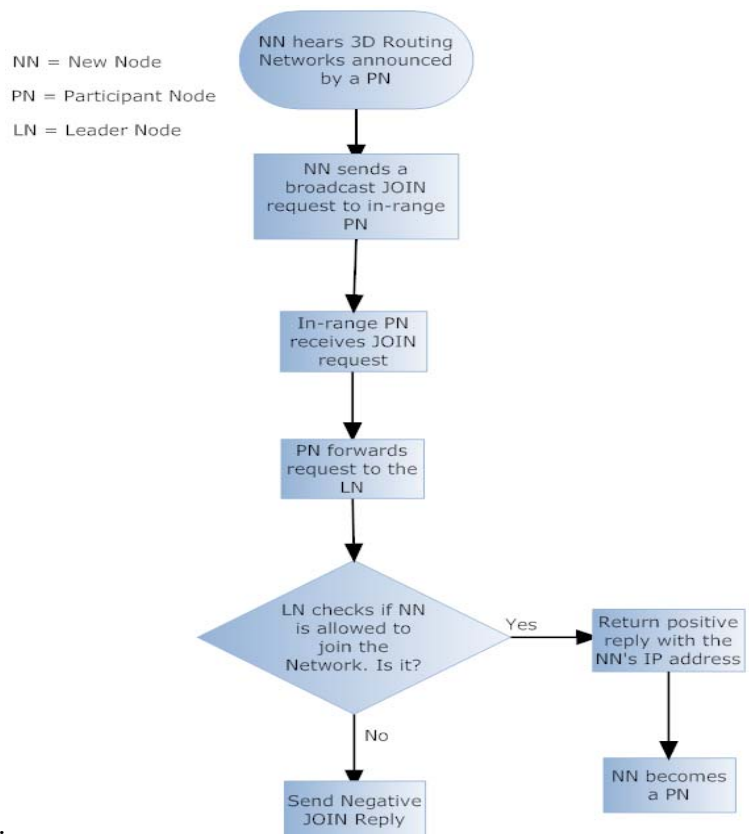 NN = New Node
PN = Participant Node
LN = Leader Node
NN hears 3D Routing
Networks announced
by a PN
NN sends a
broadcast JOIN
request to in-range
PN
In-range PN
receives JOIN
request
PN forwards
request to the
LN
LN checks if NN
is allowed to
join the
Network. Is it?
Yes
Return positive
reply with the
NN's IP address
No
NN becomes
a PN
Send Negative
JOIN Reply
.